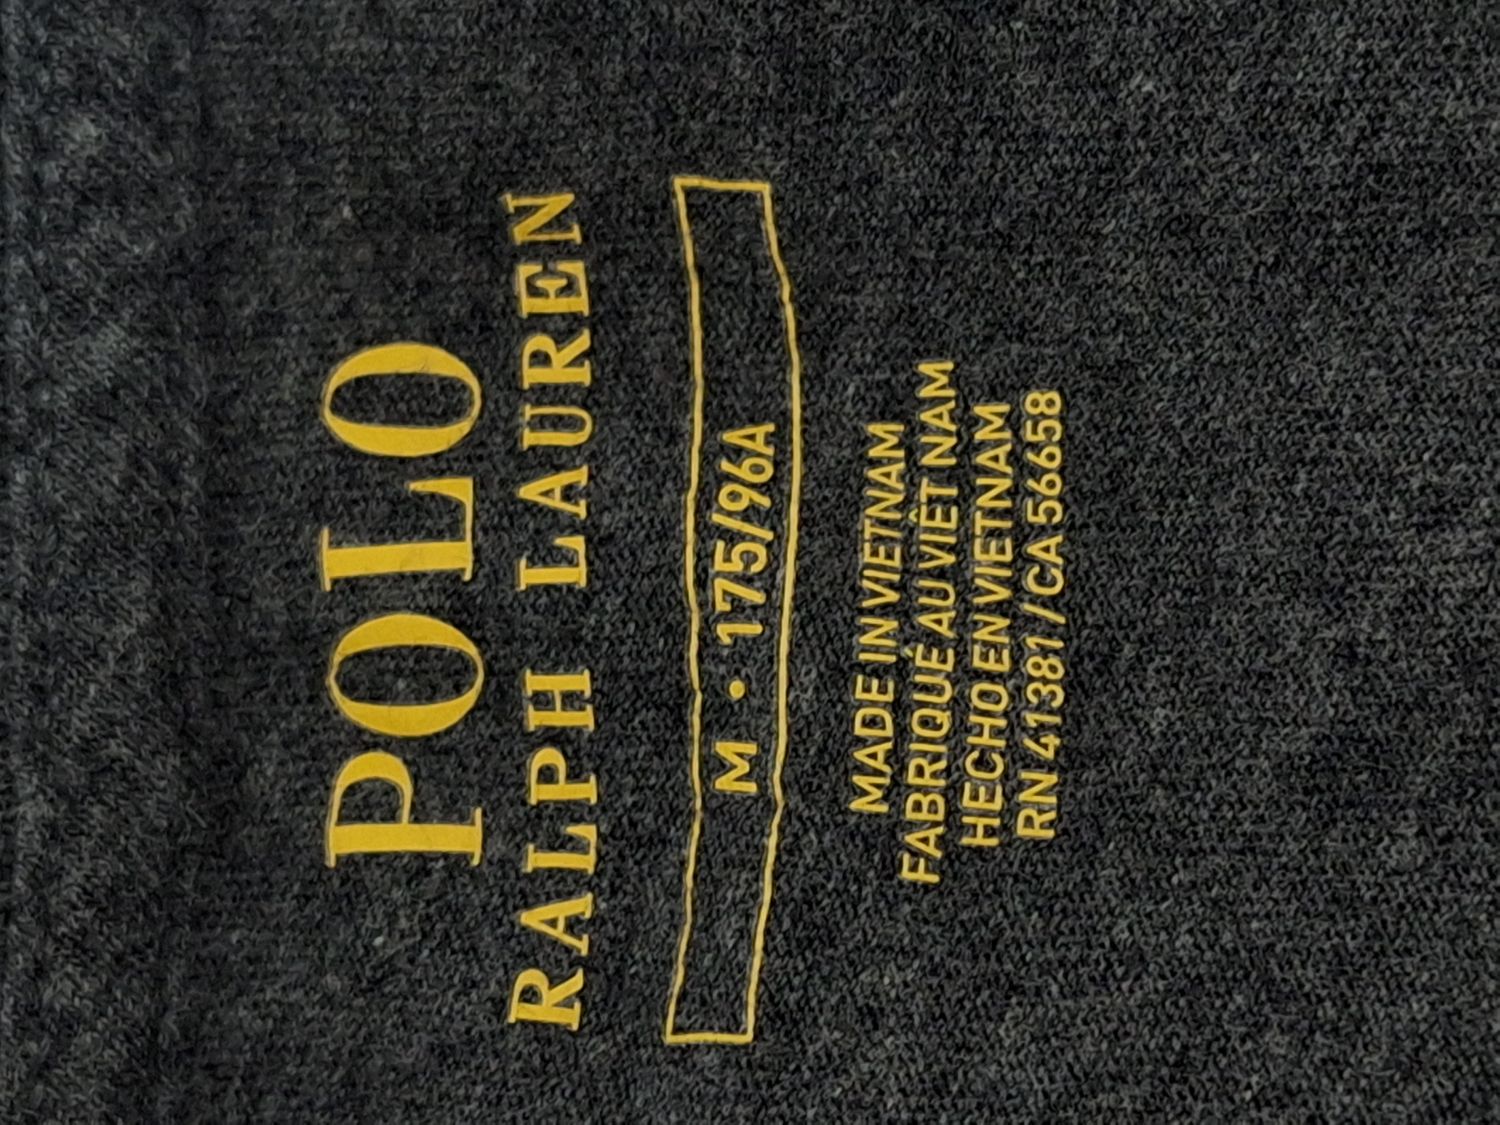 POLO
RALPH LAUREN
M • 175/96A
MADE IN VIETNAM
FABRIQUÉ AU VIÊT NAM
HECHO EN VIETNAM
RN 41381 / CA 56658